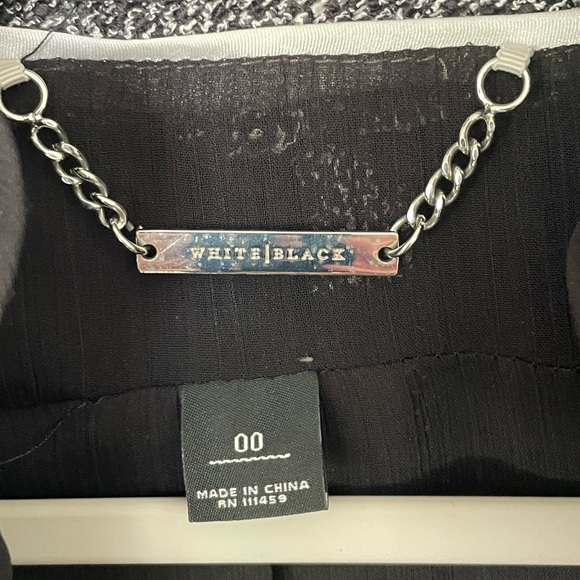 WHITE|BLACK
00
MADE IN CHINA
RN 111459